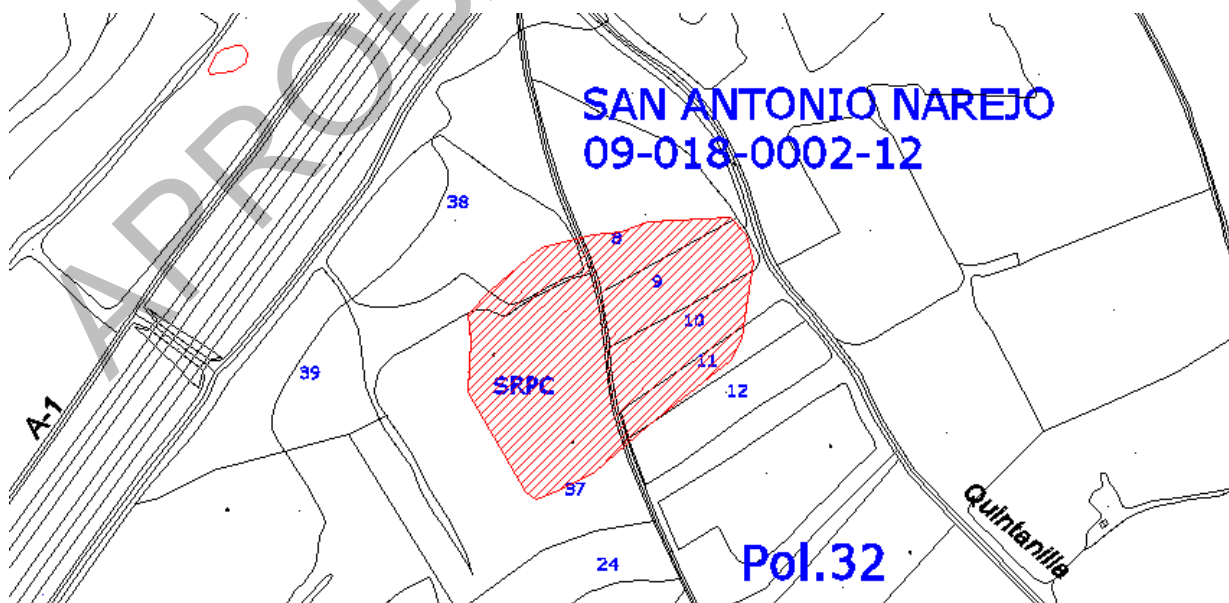 APROB
SAN ANTONIO NAREJO
09-018-0002-12
38
8
9
10
11
12
39
SRPC
A-1
37
24
Pol.32
Quintanilla